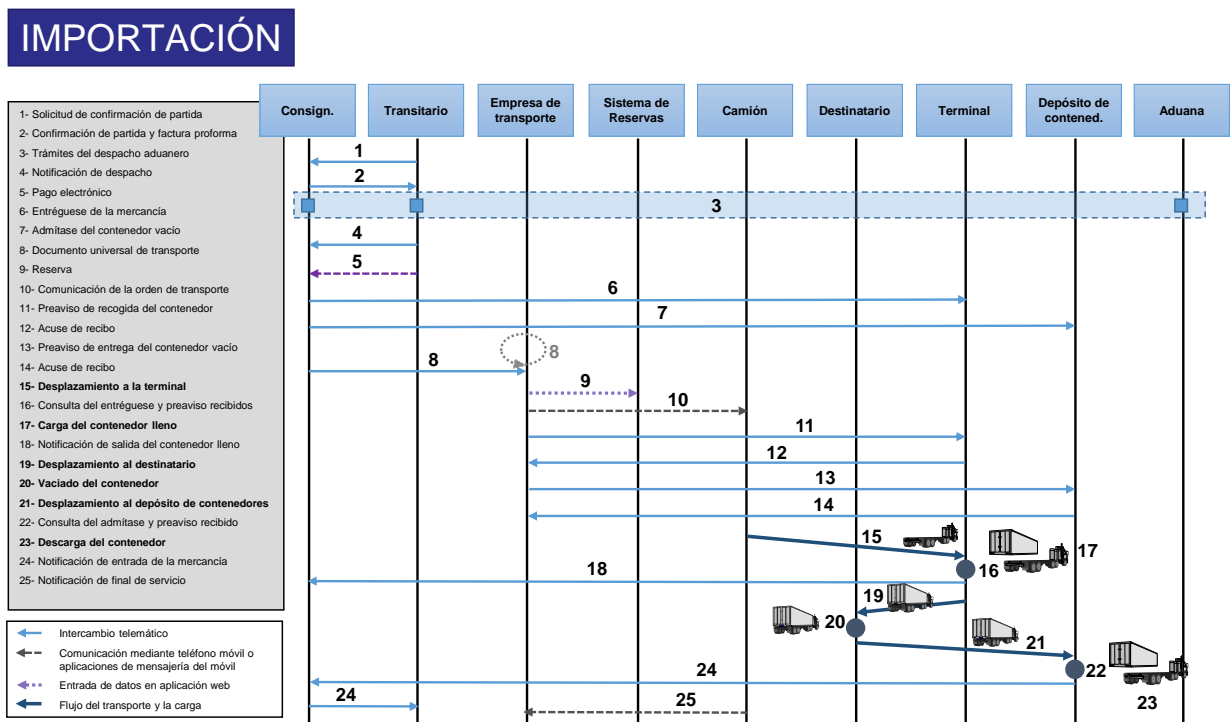 IMPORTACIÓN
Consign.
Transitario
Empresa de
transporte
Sistema de
Reservas
Camión
Destinatario
Terminal
Depósito de
contened.
Aduana
1- Solicitud de confirmación de partida
2- Confirmación de partida y factura proforma
3- Trámites del despacho aduanero
4- Notificación de despacho
5- Pago electrónico
6- Entréguese de la mercancía
7- Admítase del contenedor vacío
8- Documento universal de transporte
9- Reserva
10- Comunicación de la orden de transporte
11- Preaviso de recogida del contenedor
12- Acuse de recibo
13- Preaviso de entrega del contenedor vacío
14- Acuse de recibo
15- Desplazamiento a la terminal
16- Consulta del entréguese y preaviso recibidos
17- Carga del contenedor lleno
18- Notificación de salida del contenedor lleno
19- Desplazamiento al destinatario
20- Vaciado del contenedor
21- Desplazamiento al depósito de contenedores
22- Consulta del admítase y preaviso recibido
23- Descarga del contenedor
24- Notificación de entrada de la mercancía
25- Notificación de final de servicio
1
2
3
4
5
6
7
8
8
9
10
11
12
13
14
15
17
16
18
19
20
21
22
24
23
24
25
Intercambio telemático
Comunicación mediante teléfono móvil o
aplicaciones de mensajería del móvil
Entrada de datos en aplicación web
Flujo del transporte y la carga